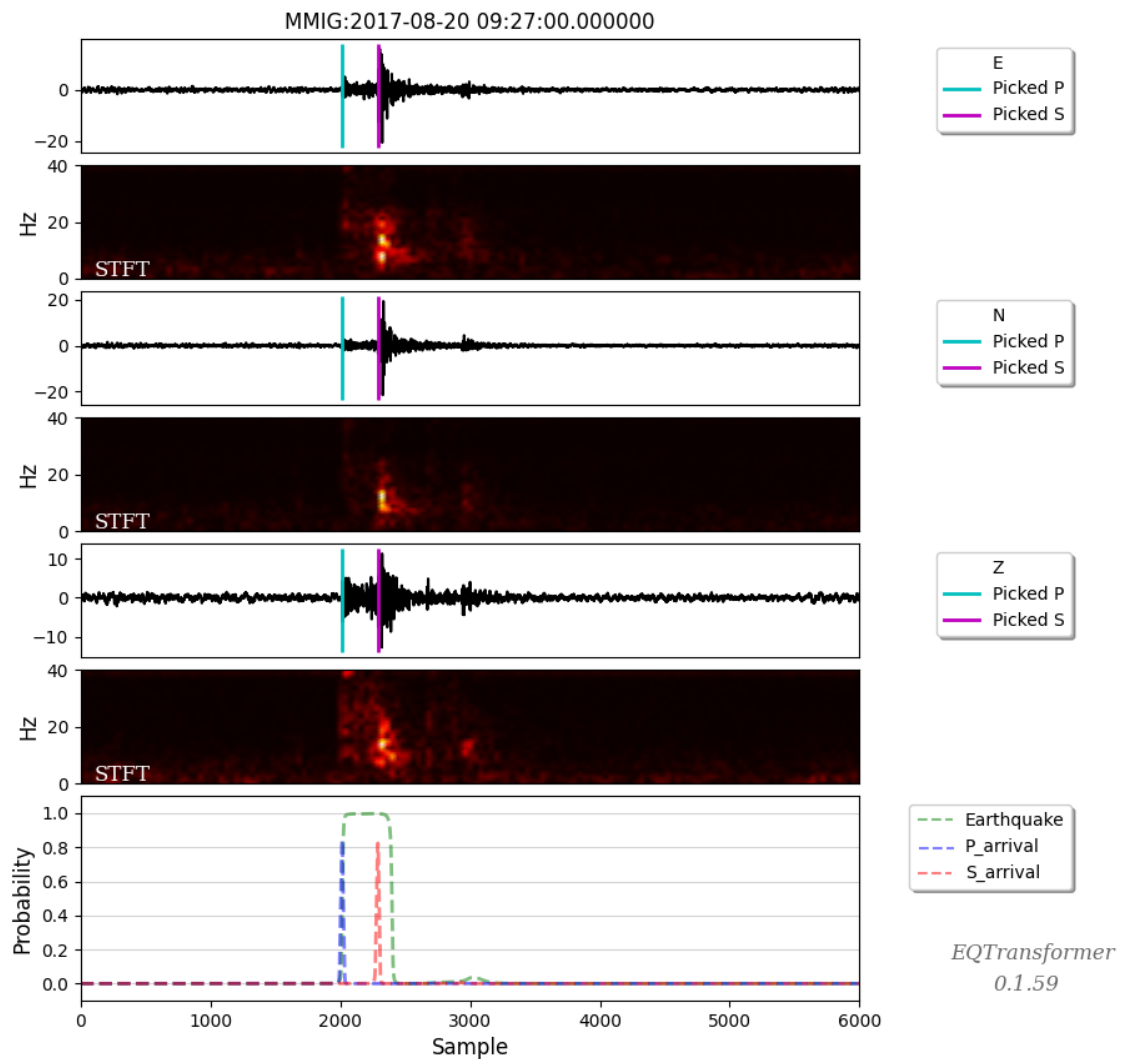 MMIG:2017-08-20 09:27:00.000000
0
−20
E
Picked P
Picked S
40
20
0
Hz
STFT
20
0
−20
N
Picked P
Picked S
40
20
0
Hz
STFT
10
0
−10
Z
Picked P
Picked S
40
20
0
Hz
STFT
1.0
0.8
0.6
0.4
0.2
0.0
Probability
Earthquake
P_arrival
S_arrival
EQTransformer
0.1.59
0 1000 2000 3000 4000 5000 6000
Sample